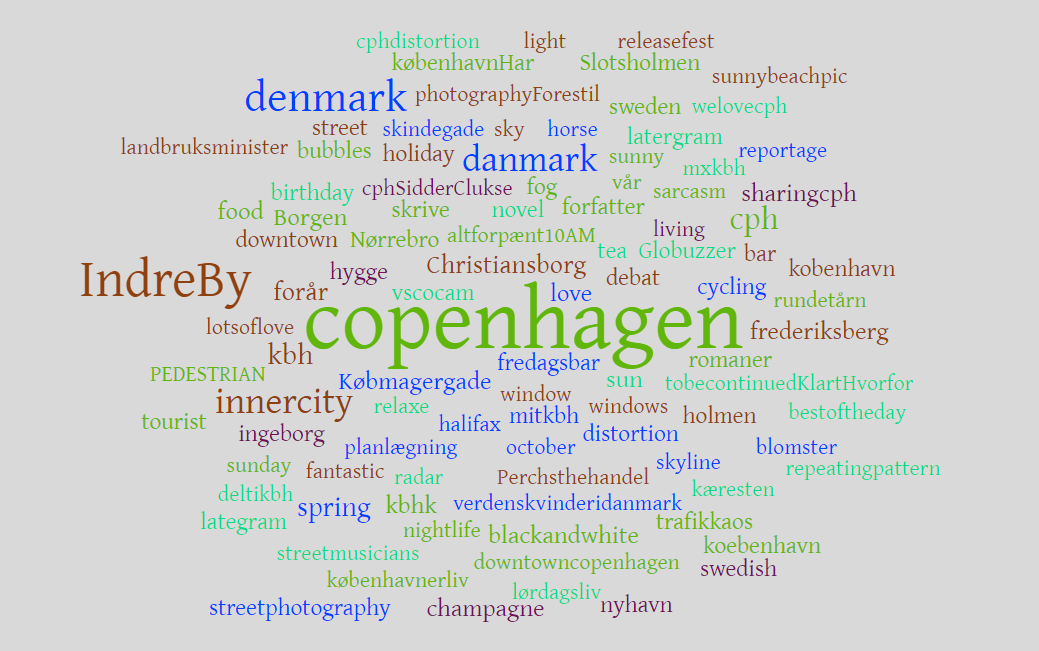 cphdistortion light releasefest
københavnHar Slotsholmen
sunnybeachpic
denmark photographyForestil sweden welovecph
street skindegade sky horse latergram
landbruksminister bubbles holiday danmark sunny reportage
mxkbh
birthday cphSidderClukse fog vår sarcasm sharingcph
food Borgen skrive novel forfatter cph
living
downtown Nørrebro altforpænt10AM tea Globuzzer bar
IndreBy hygge Christiansborg debat kobenhavn
forår vscocam love cycling rundetårn
lotsoflove copenhagen frederiksberg
kbh fredagsbar romaner
PEDESTRIAN Købmagergade sun tobecontinuedKlartHvorfor
innercity relaxe window windows holmen bestoftheday
tourist halifax mitkbh
ingeborg distortion
planlægning october blomster
sunday fantastic radar Perchsthehandel skyline repeatingpattern
deltikbh kæresten
spring kbhk verdenskvinderidanmark
lategram nightlife blackandwhite trafikkaos
koebenhavn
streetmusicians downtowncopenhagen swedish
københavnerliv
lørdagsliv
streetphotography champagne nyhavn